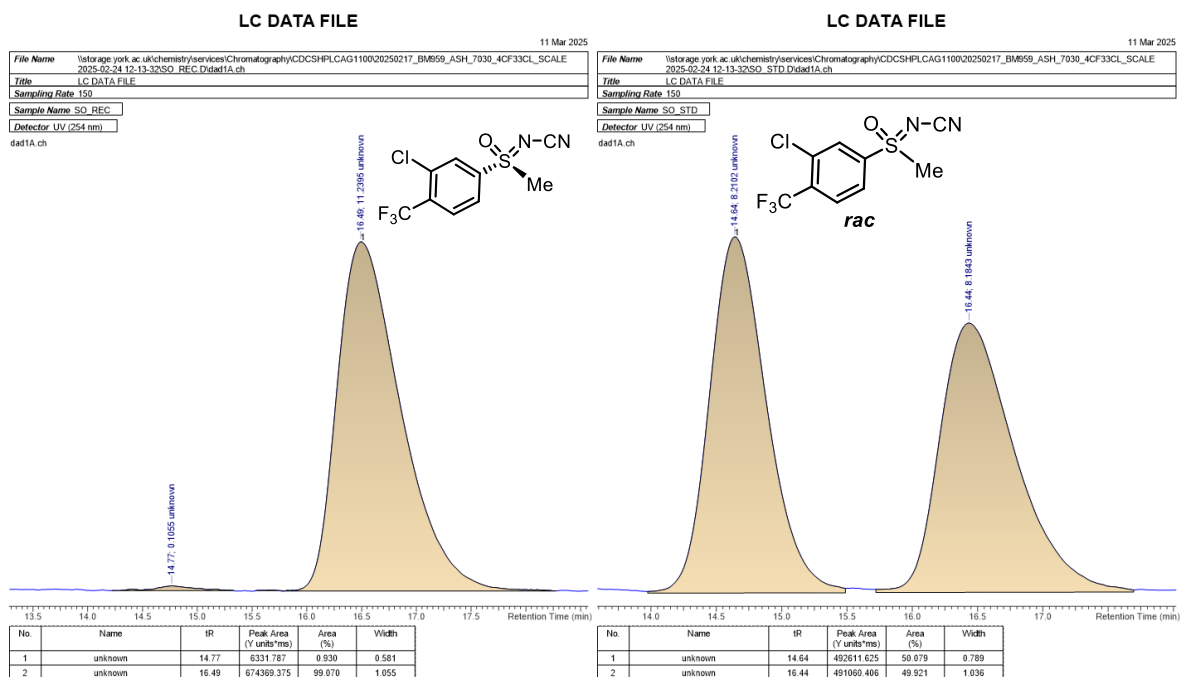 LC DATA FILE
11 Mar 2025
File Name \\storage.york.ac.uk\chemistry\services\Chromatography\CDCSHPLCAG1100\20250217_BM959_ASH_7030_4CF33CL_SCALE
2025-02-24 12-13-32\SO_REC.D\dad1A.ch
Title LC DATA FILE
Sampling Rate 150
Sample Name SO_REC
Detector UV (254 nm)
dad1A.ch
16.49; 11.2395 unknown
14.77; 0.1055 unknown
Cl
O
N
CN
S
Me
F3C
13.5 14.0 14.5 15.0 15.5 16.0 16.5 17.0 Retention Time (min)
No. Name tR Peak Area (Y units*ms) Area (%) Width
1 unknown 14.77 6331.787 0.930 0.581
2 unknown 16.49 674369.375 99.070 1.055
LC DATA FILE
11 Mar 2025
File Name \\storage.york.ac.uk\chemistry\services\Chromatography\CDCSHPLCAG1100\20250217_BM959_ASH_7030_4CF33CL_SCALE
2025-02-24 12-13-32\SO_STD.D\dad1A.ch
Title LC DATA FILE
Sampling Rate 150
Sample Name SO_STD
Detector UV (254 nm)
dad1A.ch
14.64; 8.2102 unknown
16.44; 8.1843 unknown
Cl
O
N
CN
S
Me
F3C
rac
14.0 14.5 15.0 15.5 16.0 16.5 17.0 Retention Time (min)
No. Name tR Peak Area (Y units*ms) Area (%) Width
1 unknown 14.64 492611.625 50.079 0.789
2 unknown 16.44 491060.406 49.921 1.036